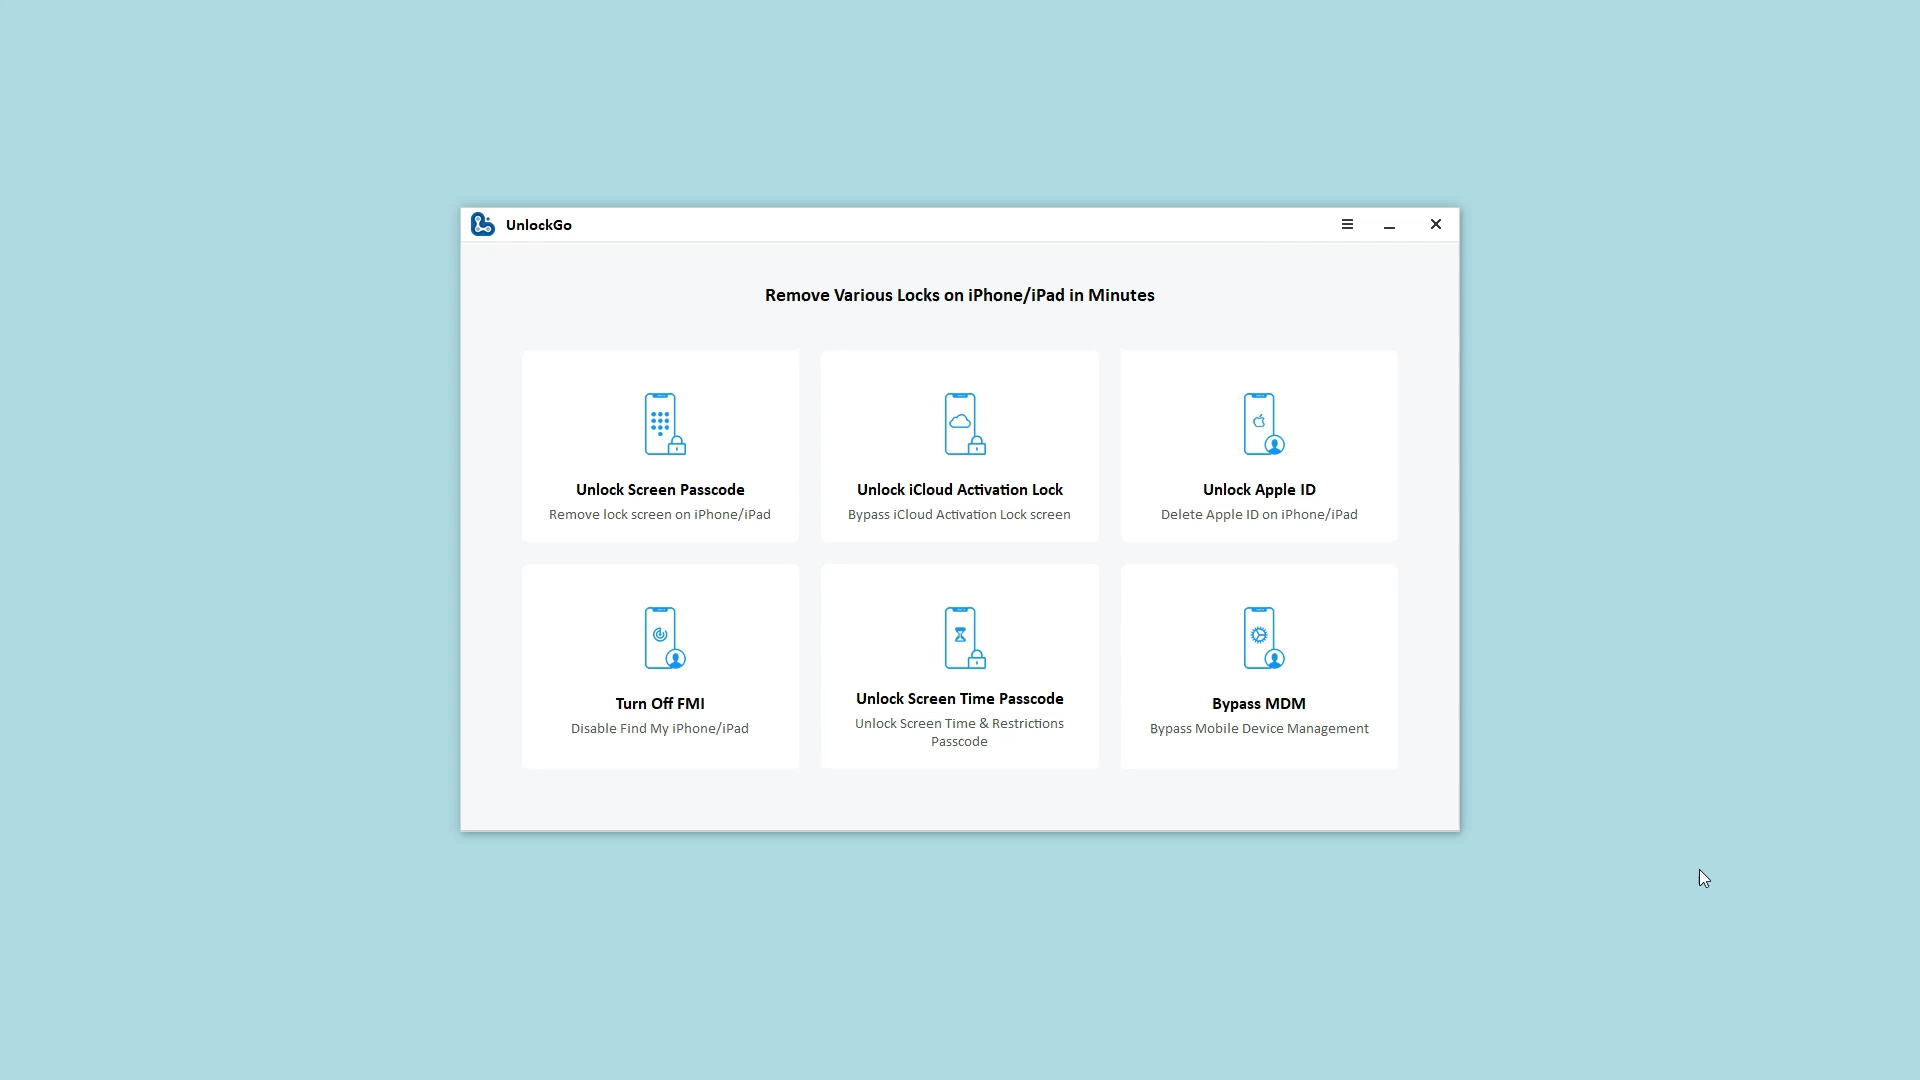 UnlockGo
Remove Various Locks on iPhone/iPad in Minutes
Unlock Screen Passcode
Remove lock screen on iPhone/iPad
Unlock iCloud Activation Lock
Bypass iCloud Activation Lock screen
Unlock Apple ID
Delete Apple ID on iPhone/iPad
Turn Off FMI
Disable Find My iPhone/iPad
Unlock Screen Time Passcode
Unlock Screen Time & Restrictions
Passcode
Bypass MDM
Bypass Mobile Device Management